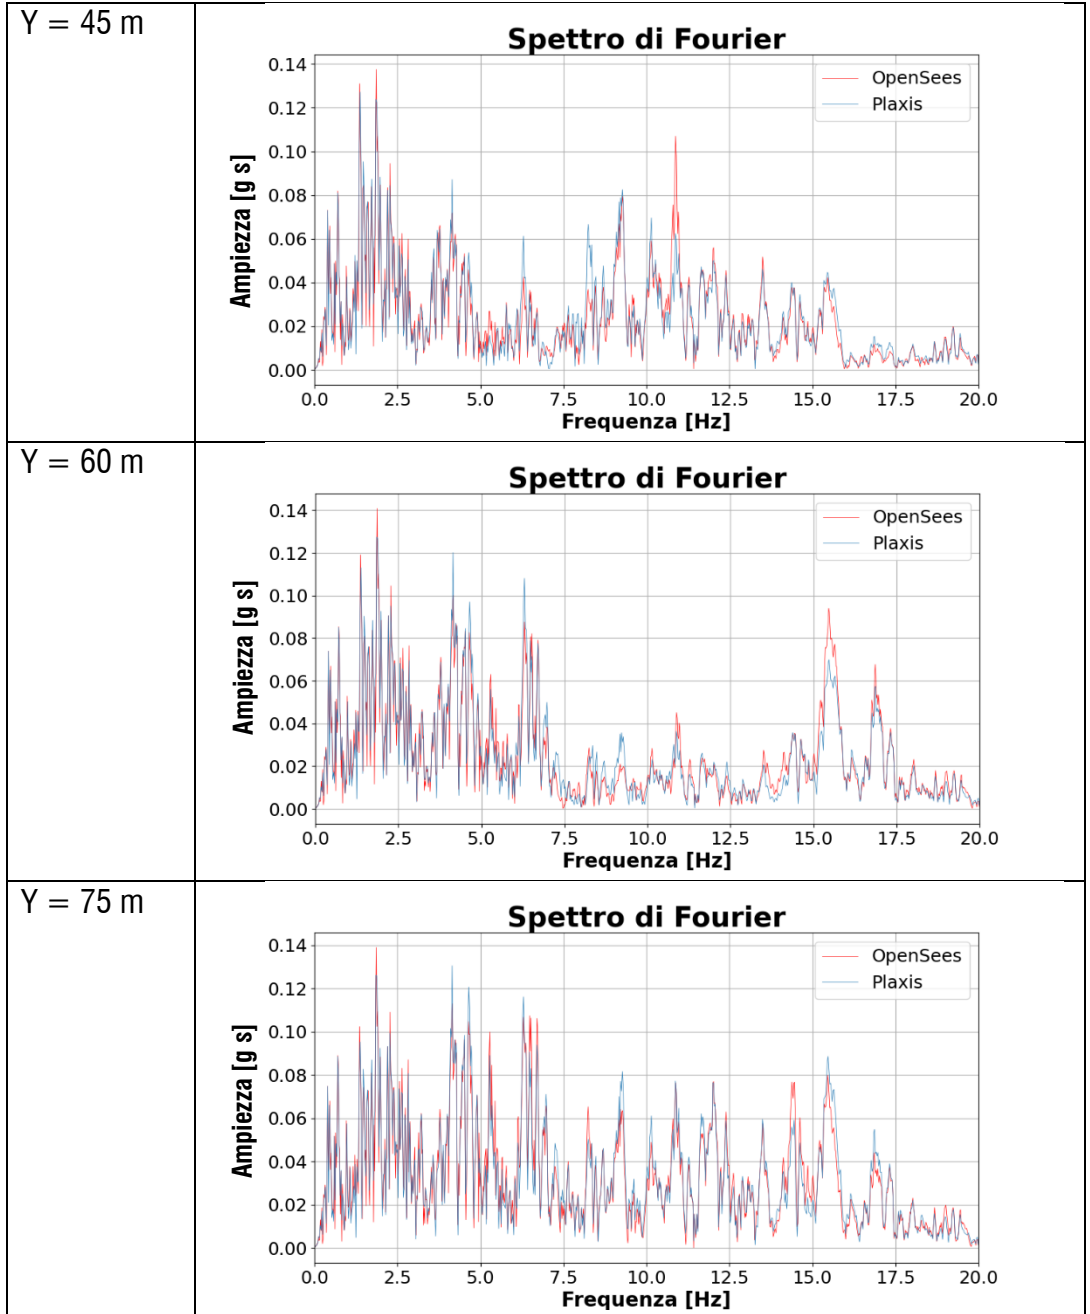 Y = 45 m
Spettro di Fourier
OpenSees
Plaxis
Ampiezza [g s]
0.14
0.12
0.10
0.08
0.06
0.04
0.02
0.00
0.0 2.5 5.0 7.5 10.0 12.5 15.0 17.5 20.0
Frequenza [Hz]
Y = 60 m
Spettro di Fourier
OpenSees
Plaxis
Ampiezza [g s]
0.14
0.12
0.10
0.08
0.06
0.04
0.02
0.00
0.0 2.5 5.0 7.5 10.0 12.5 15.0 17.5 20.0
Frequenza [Hz]
Y = 75 m
Spettro di Fourier
OpenSees
Plaxis
Ampiezza [g s]
0.14
0.12
0.10
0.08
0.06
0.04
0.02
0.00
0.0 2.5 5.0 7.5 10.0 12.5 15.0 17.5 20.0
Frequenza [Hz]